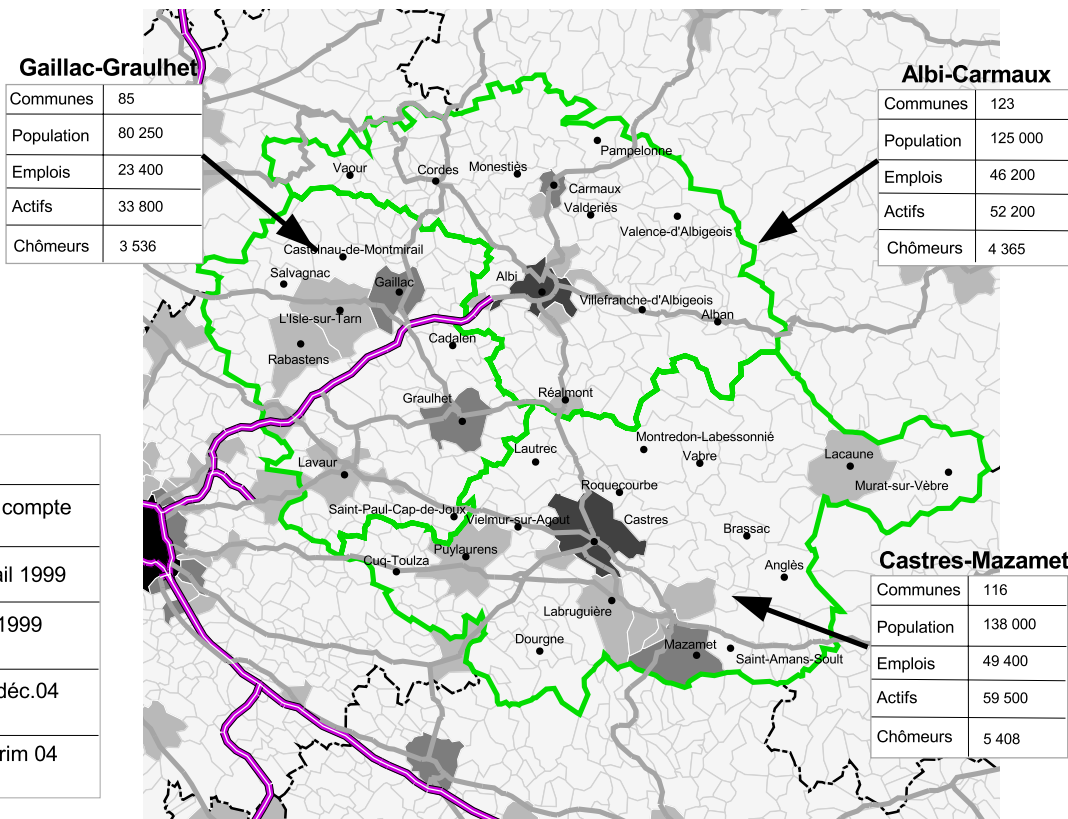 Gaillac-Graulhet
Communes 85
Population 80 250
Emplois 23 400
Actifs 33 800
Chômeurs 3 536
Albi-Carmaux
Communes 123
Population 125 000
Emplois 46 200
Actifs 52 200
Chômeurs 4 365
Pampelonne
Vaour
Cordes
Monestiès
Carmaux
Valderiès
Valence-d'Albigeois
Castelnau-de-Montmirail
Salvagnac
Gaillac
Albi
Villefranche-d'Albigeois
Alban
L'Isle-sur-Tarn
Cadalen
Rabastens
Graulhet
Réalmont
Montredon-Labessonnié
Lautrec
Vabre
Lacaune
Lavaur
Murat-sur-Vèbre
Roquecourbe
Saint-Paul-Cap-de-Joux
Vielmur-sur-Agout
Castres
Brassac
Puylaurens
Cuq-Toulza
Anglès
Labruguière
Dourgne
Mazamet
Saint-Amans-Soult
compte
ail 1999
1999
déc.04
rim 04
Castres-Mazamet
Communes 116
Population 138 000
Emplois 49 400
Actifs 59 500
Chômeurs 5 408